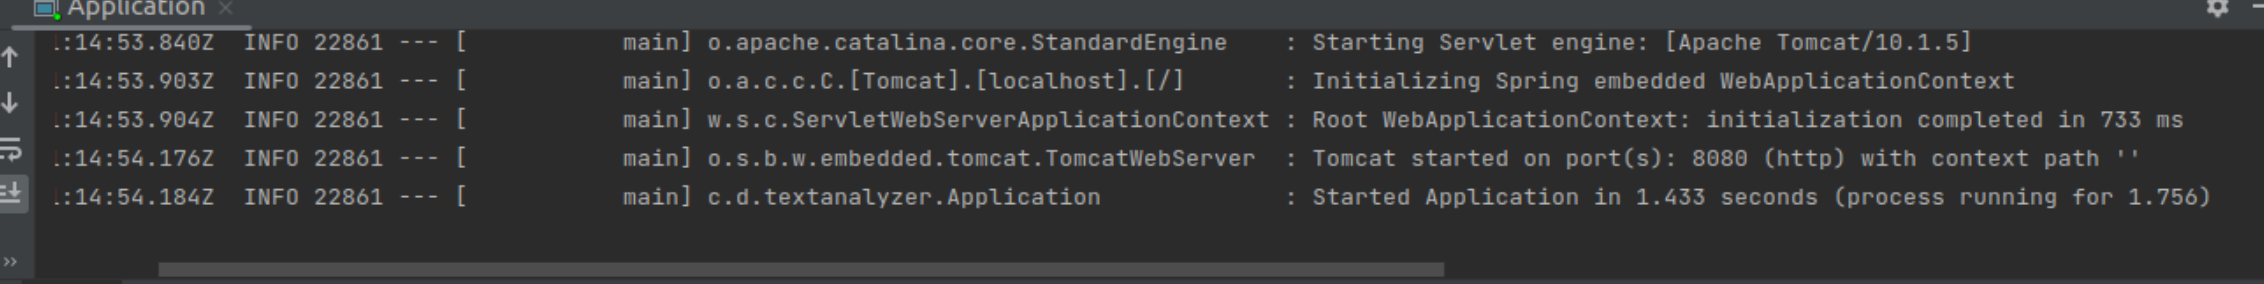 Application
:14:53.840Z  INFO 22861 --- [           main] o.apache.catalina.core.StandardEngine    : Starting Servlet engine: [Apache Tomcat/10.1.5]
:14:53.903Z  INFO 22861 --- [           main] o.a.c.c.C.[Tomcat].[localhost].[/]       : Initializing Spring embedded WebApplicationContext
:14:53.904Z  INFO 22861 --- [           main] w.s.c.ServletWebServerApplicationContext : Root WebApplicationContext: initialization completed in 733 ms
:14:54.176Z  INFO 22861 --- [           main] o.s.b.w.embedded.tomcat.TomcatWebServer  : Tomcat started on port(s): 8080 (http) with context path ''
:14:54.184Z  INFO 22861 --- [           main] c.d.textanalyzer.Application             : Started Application in 1.433 seconds (process running for 1.756)